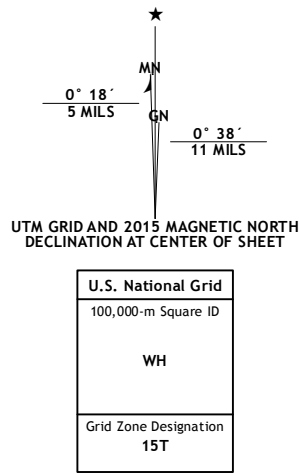 ★
MN
0° 18´
5 MILS
GN
0° 38´
11 MILS
UTM GRID AND 2015 MAGNETIC NORTH
DECLINATION AT CENTER OF SHEET
U.S. National Grid
100,000-m Square ID
WH
Grid Zone Designation
15T